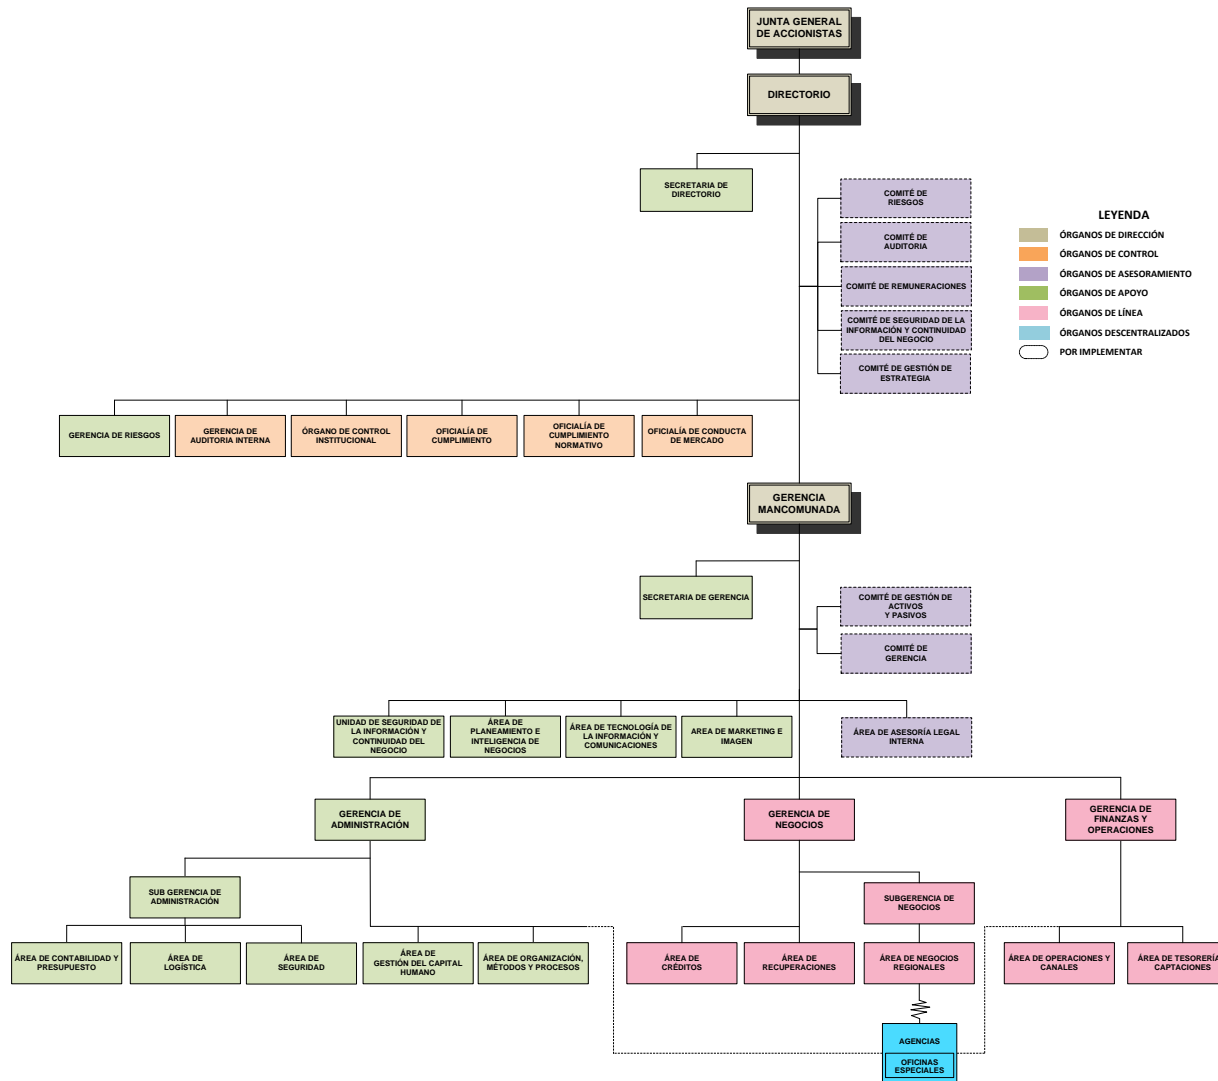 JUNTA GENERAL
DE ACCIONISTAS
DIRECTORIO
SECRETARIA DE
DIRECTORIO
COMITÉ DE
RIESGOS
COMITÉ DE
AUDITORIA
COMITÉ DE REMUNERACIONES
COMITÉ DE SEGURIDAD DE LA
INFORMACIÓN Y CONTINUIDAD
DEL NEGOCIO
COMITÉ DE GESTIÓN DE
ESTRATEGIA
LEYENDA
ÓRGANOS DE DIRECCIÓN
ÓRGANOS DE CONTROL
ÓRGANOS DE ASESORAMIENTO
ÓRGANOS DE APOYO
ÓRGANOS DE LÍNEA
ÓRGANOS DESCENTRALIZADOS
POR IMPLEMENTAR
GERENCIA DE RIESGOS
GERENCIA DE
AUDITORIA INTERNA
ÓRGANO DE CONTROL
INSTITUCIONAL
OFICIALÍA DE
CUMPLIMIENTO
OFICIALÍA DE
CUMPLIMIENTO
NORMATIVO
OFICIALÍA DE CONDUCTA
DE MERCADO
GERENCIA
MANCOMUNADA
SECRETARIA DE GERENCIA
COMITÉ DE GESTIÓN DE
ACTIVOS
Y PASIVOS
COMITÉ DE
GERENCIA
UNIDAD DE SEGURIDAD DE
LA INFORMACIÓN Y
CONTINUIDAD DEL
NEGOCIO
ÁREA DE
PLANEAMIENTO E
INTELIGENCIA DE
NEGOCIOS
ÁREA DE TECNOLOGÍA DE
LA INFORMACIÓN Y
COMUNICACIONES
AREA DE MARKETING E
IMAGEN
ÁREA DE ASESORÍA LEGAL
INTERNA
GERENCIA DE
ADMINISTRACIÓN
GERENCIA DE
NEGOCIOS
GERENCIA DE
FINANZAS Y
OPERACIONES
SUB GERENCIA DE
ADMINISTRACIÓN
SUBGERENCIA DE
NEGOCIOS
ÁREA DE CONTABILIDAD Y
PRESUPUESTO
ÁREA DE
LOGÍSTICA
ÁREA DE
SEGURIDAD
ÁREA DE
GESTIÓN DEL CAPITAL
HUMANO
ÁREA DE ORGANIZACIÓN,
MÉTODOS Y PROCESOS
ÁREA DE
CRÉDITOS
ÁREA DE
RECUPERACIONES
ÁREA DE NEGOCIOS
REGIONALES
ÁREA DE OPERACIONES Y
CANALES
ÁREA DE TESORERÍA
CAPTACIONES
AGENCIAS
OFICINAS
ESPECIALES